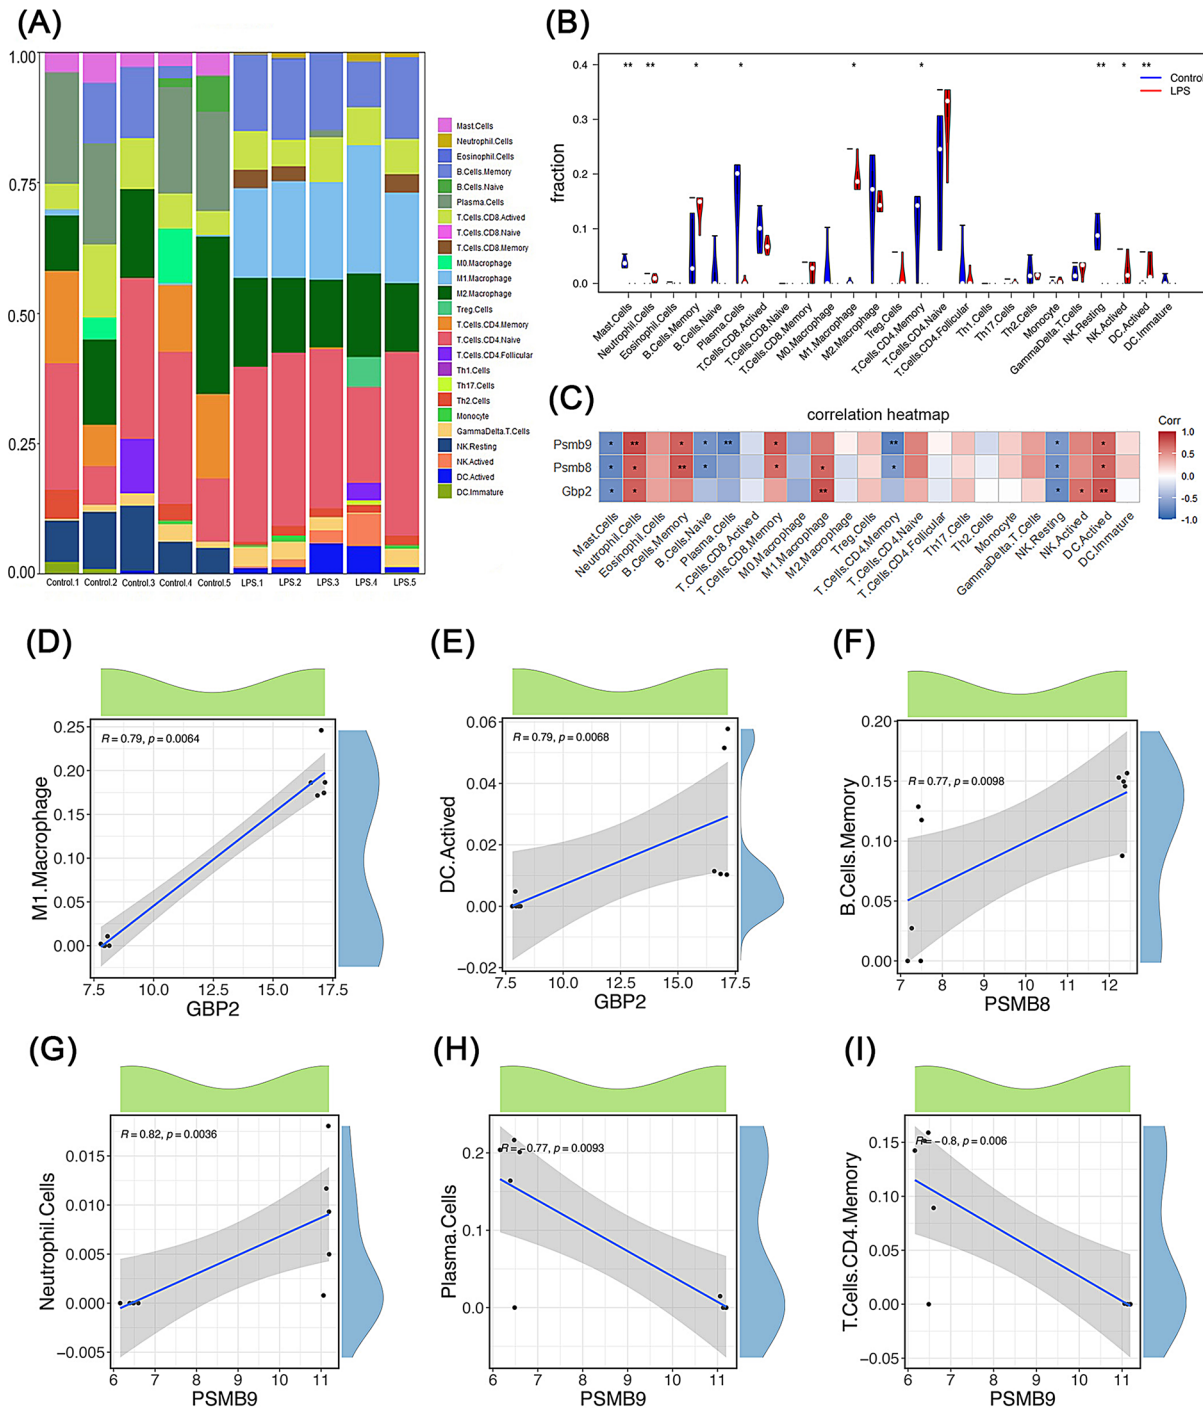 (A)
1.00
0.75
0.50
0.25
0.00
Control.1 Control.2 Control.3 Control.4 Control.5 LPS.1 LPS.2 LPS.3 LPS.4 LPS.5
Mast.Cells
Neutrophil.Cells
Eosinophil.Cells
B.Cells.Memory
B.Cells.Naive
Plasma.Cells
T.Cells.CD8.Actived
T.Cells.CD8.Naive
T.Cells.CD8.Memory
M0.Macrophage
M1.Macrophage
M2.Macrophage
Treg.Cells
T.Cells.CD4.Memory
T.Cells.CD4.Naive
T.Cells.CD4.Follicular
Th1.Cells
Th17.Cells
Th2.Cells
Monocyte
GammaDelta.T.Cells
NK.Resting
NK.Actived
DC.Actived
DC.Immature
(B)
fraction
0.4
0.3
0.2
0.1
0.0
** ** * * * * ** * **
Control
LPS
Mast.Cells
Neutrophil.Cells
Eosinophil.Cells
B.Cells.Memory
B.Cells.Naive
Plasma.Cells
T.Cells.CD8.Actived
T.Cells.CD8.Naive
T.Cells.CD8.Memory
M0.Macrophage
M1.Macrophage
M2.Macrophage
Treg.Cells
T.Cells.CD4.Memory
T.Cells.CD4.Naive
T.Cells.CD4.Follicular
Th1.Cells
Th17.Cells
Th2.Cells
Monocyte
GammaDelta.T.Cells
NK.Resting
NK.Actived
DC.Actived
DC.Immature
(C)
correlation heatmap
Psmb9 * ** * * ** * ** * *
Psmb8 * * ** * * * * * *
Gbp2 * * ** * * **
Corr
1.0
0.5
0.0
-0.5
-1.0
Mast.Cells
Neutrophil.Cells
Eosinophil.Cells
B.Cells.Memory
B.Cells.Naive
Plasma.Cells
T.Cells.CD8.Actived
T.Cells.CD8.Memory
M0.Macrophage
M1.Macrophage
M2.Macrophage
Treg.Cells
T.Cells.CD4.Memory
T.Cells.CD4.Naive
T.Cells.CD4.Follicular
Th17.Cells
Th2.Cells
Monocyte
GammaDelta.T.Cells
NK.Resting
NK.Actived
DC.Actived
DC.Immature
(D)
R = 0.79, p = 0.0064
M1.Macrophage
0.25
0.20
0.15
0.10
0.05
0.00
7.5 10.0 12.5 15.0 17.5
GBP2
(E)
R = 0.79, p = 0.0068
DC.Actived
0.06
0.04
0.02
0.00
−0.02
7.5 10.0 12.5 15.0 17.5
GBP2
(F)
R = 0.77, p = 0.0098
B.Cells.Memory
0.20
0.15
0.10
0.05
0.00
7 8 9 10 11 12
PSMB8
(G)
R = 0.82, p = 0.0036
Neutrophil.Cells
0.015
0.010
0.005
0.000
−0.005
6 7 8 9 10 11
PSMB9
(H)
R = −0.77, p = 0.0093
Plasma.Cells
0.2
0.1
0.0
6 7 8 9 10 11
PSMB9
(I)
R = −0.8, p = 0.006
T.Cells.CD4.Memory
0.15
0.10
0.05
0.00
−0.05
6 7 8 9 10 11
PSMB9